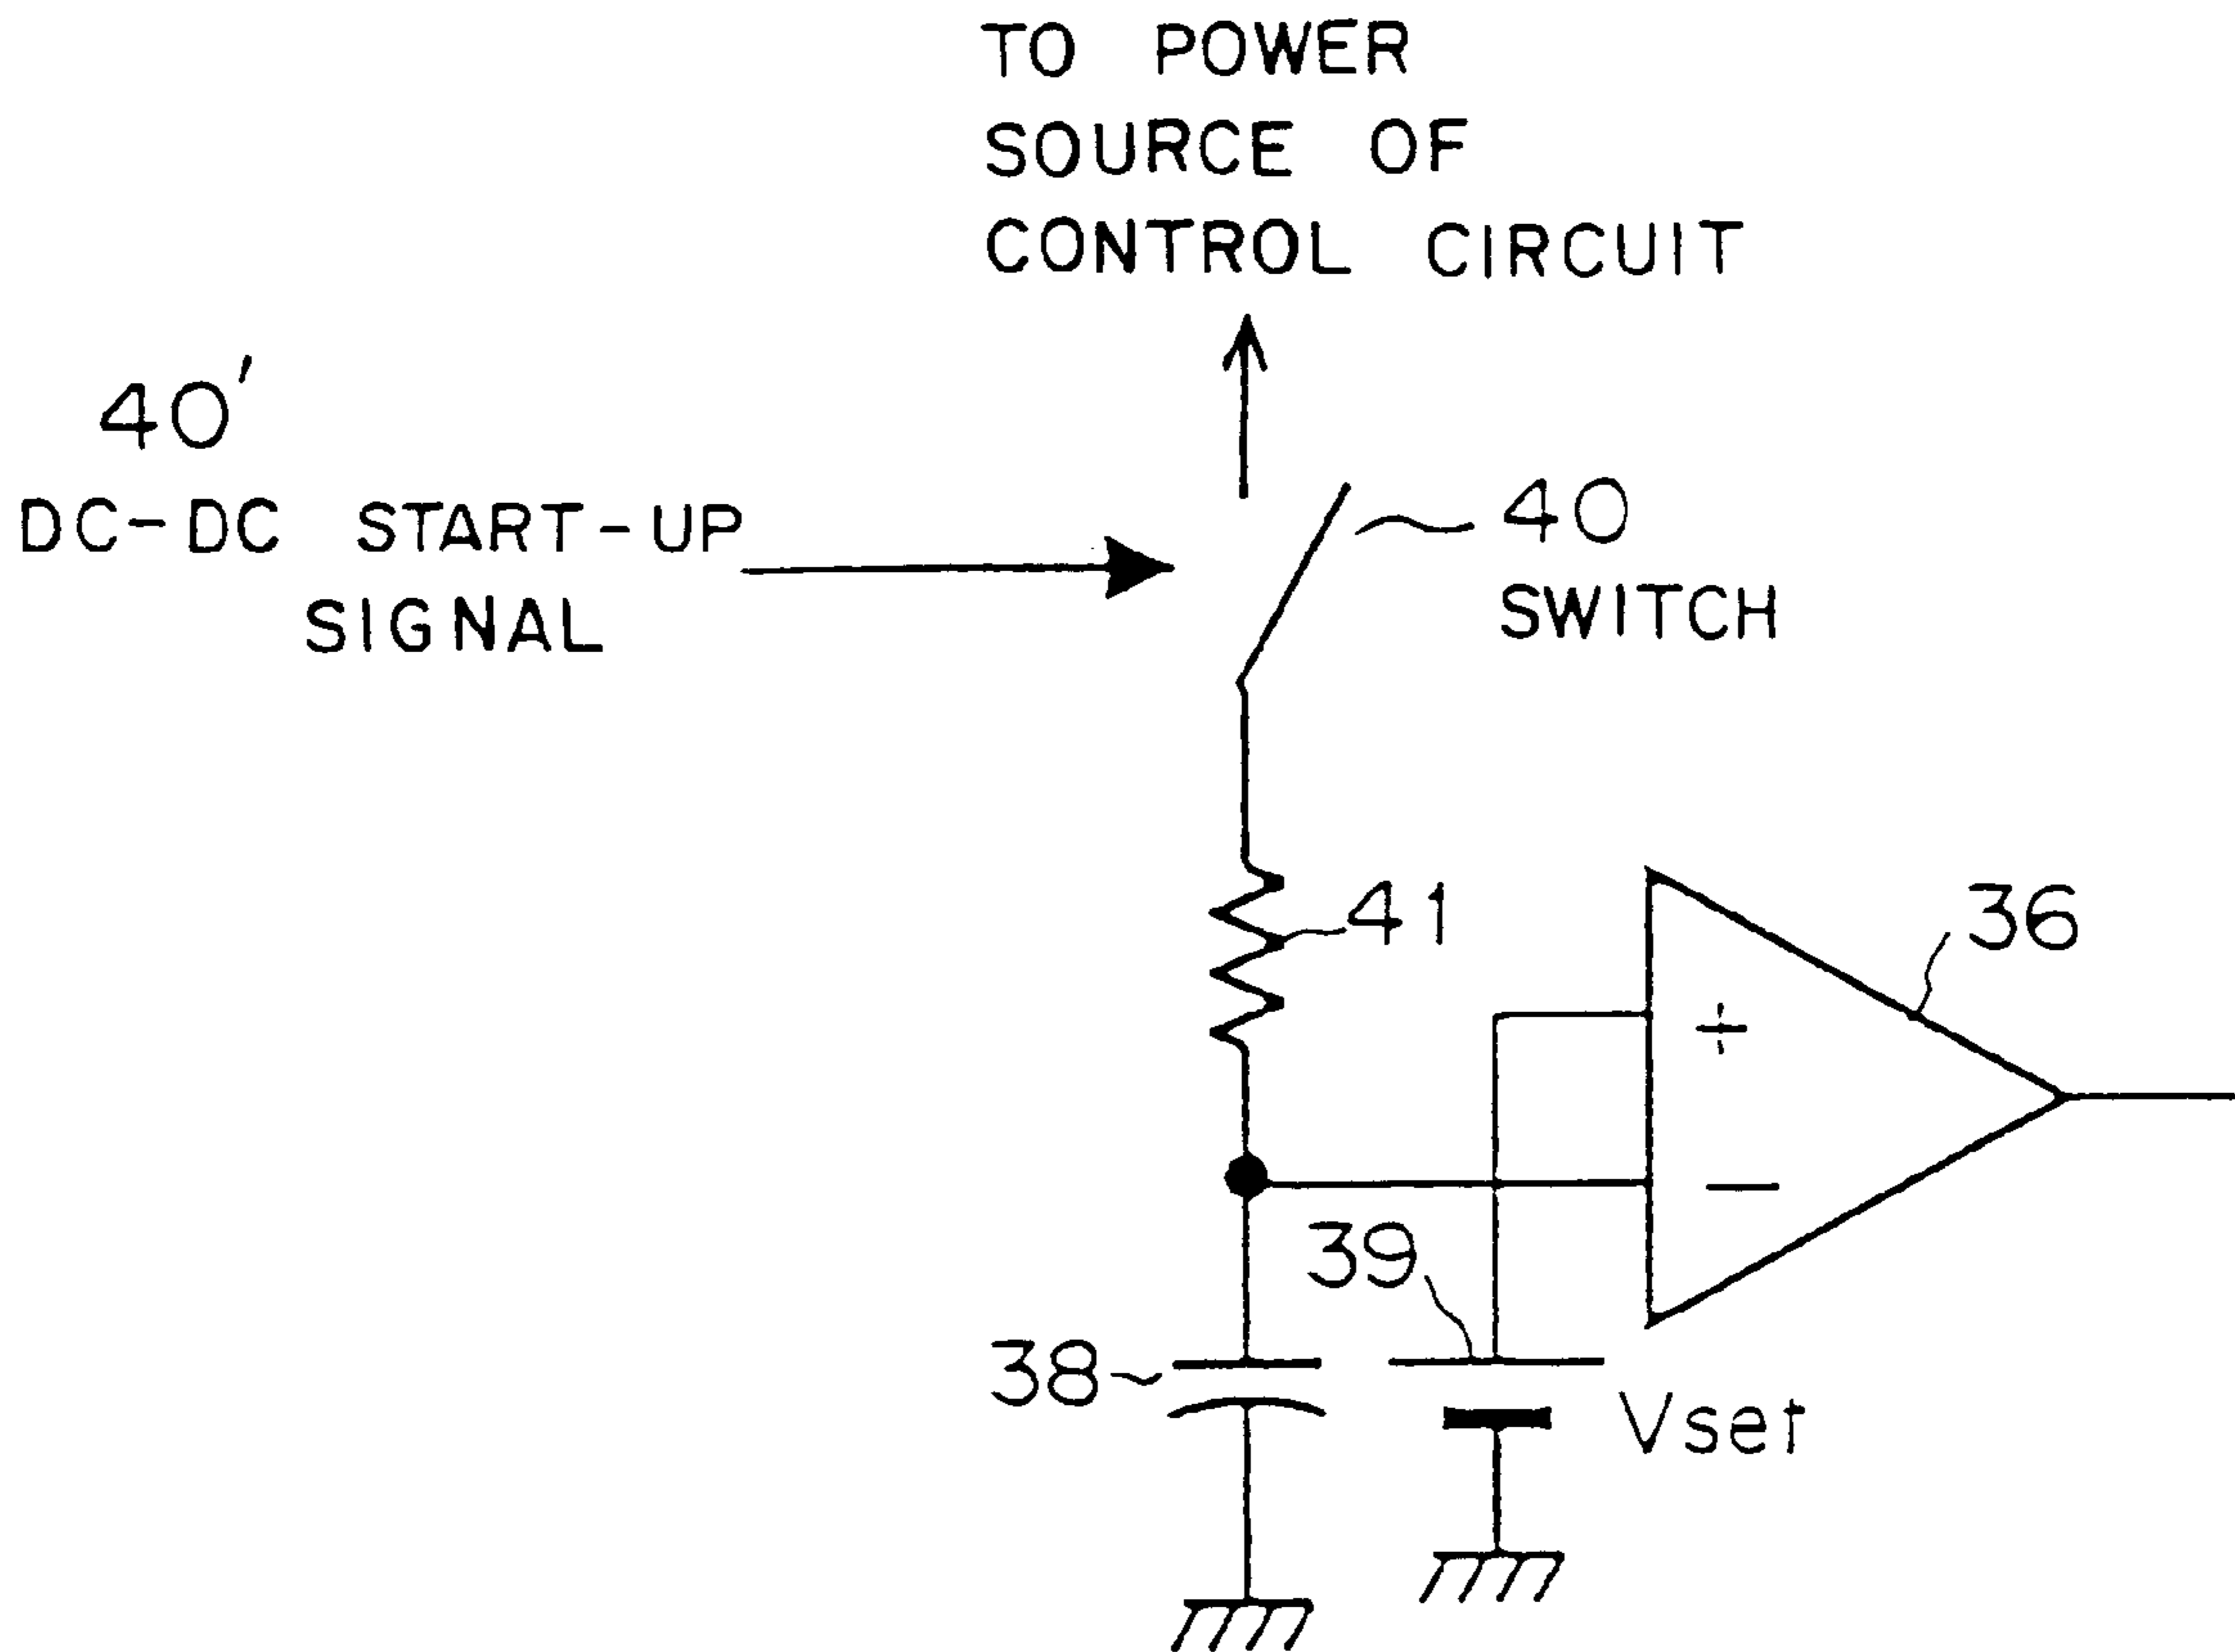 TO POWER
SOURCE OF
CONTROL CIRCUIT
40'
DC-DC START-UP
SIGNAL
40
SWITCH
41
36
+
−
39
38
Vset